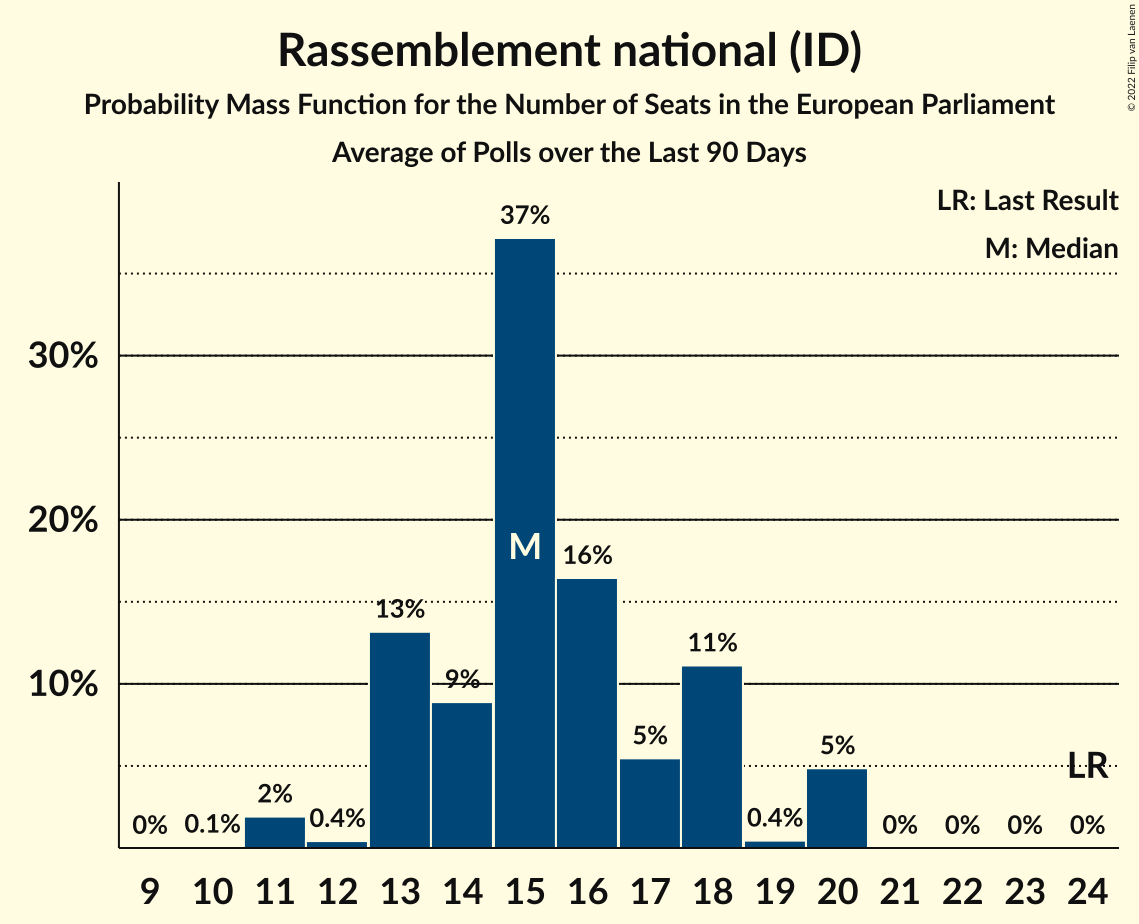 Rassemblement national (ID)
Probability Mass Function for the Number of Seats in the European Parliament
Average of Polls over the Last 90 Days
© 2022 Filip van Laenen
LR: Last Result
M: Median
37%
30%
20%
M
16%
13%
11%
10%
9%
5%
5%
LR
2%
0%
0.1%
0.4%
0.4%
0%
0%
0%
0%
9 10 11 12 13 14 15 16 17 18 19 20 21 22 23 24